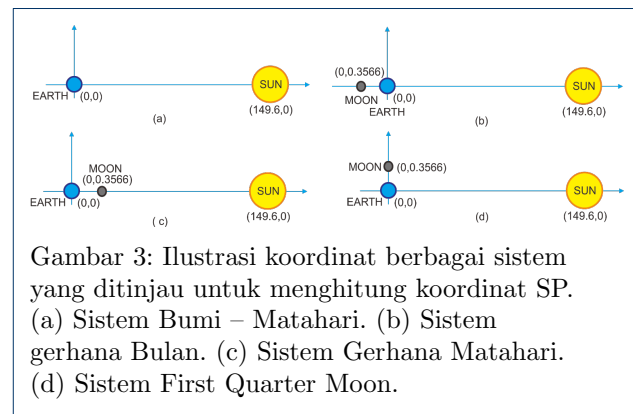 EARTH
(0,0)
SUN
(149.6,0)
(a)
(0,0.3566)
MOON
(0,0)
EARTH
SUN
(149.6,0)
(b)
MOON
(0,0.3566)
EARTH
(0,0)
SUN
(149.6,0)
( c)
MOON
(0,0.3566)
EARTH
(0,0)
SUN
(149.6,0)
(d)
Gambar 3: Ilustrasi koordinat berbagai sistem
yang ditinjau untuk menghitung koordinat SP.
(a) Sistem Bumi – Matahari. (b) Sistem
gerhana Bulan. (c) Sistem Gerhana Matahari.
(d) Sistem First Quarter Moon.